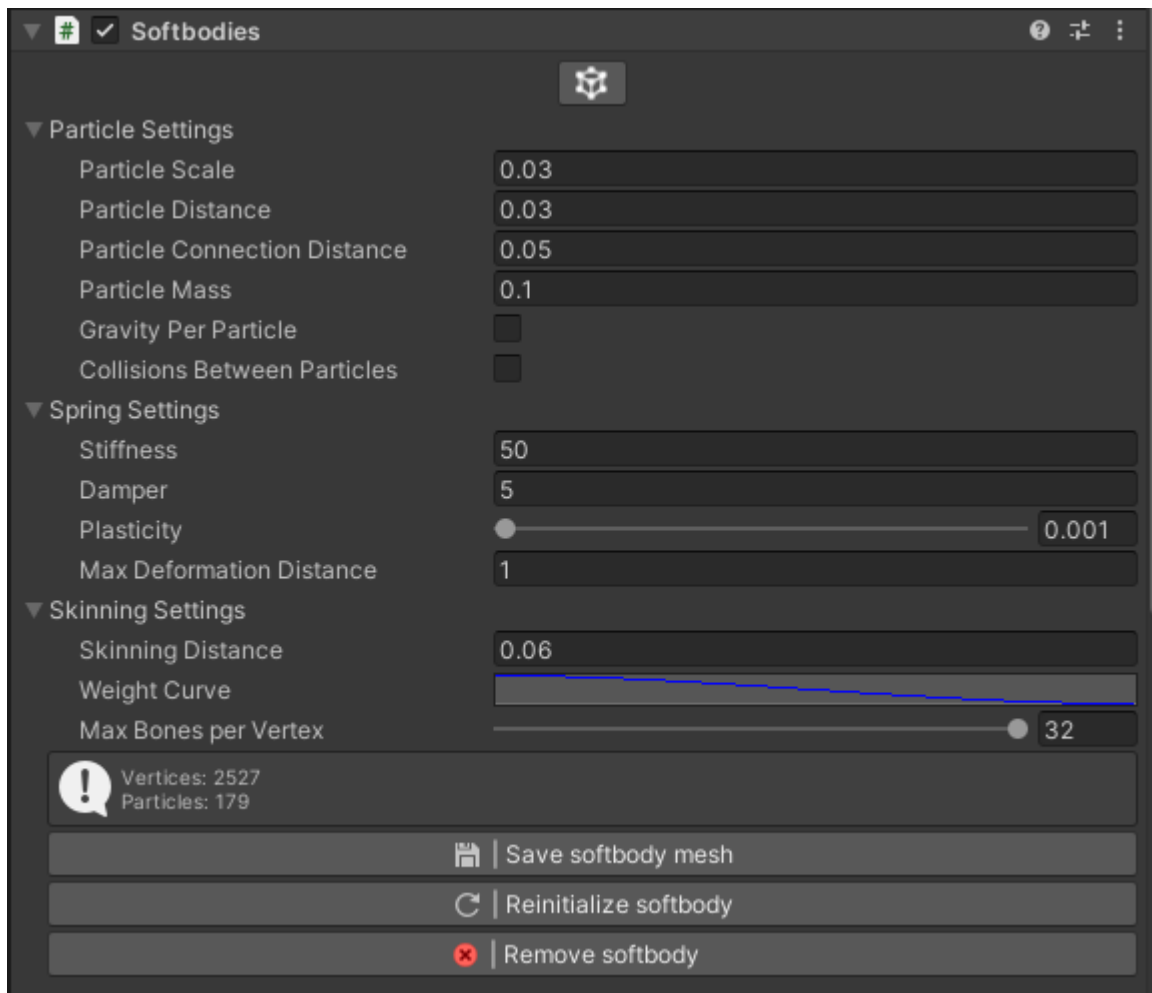 Softbodies
Particle Settings
Particle Scale 0.03
Particle Distance 0.03
Particle Connection Distance 0.05
Particle Mass 0.1
Gravity Per Particle
Collisions Between Particles
Spring Settings
Stiffness 50
Damper 5
Plasticity 0.001
Max Deformation Distance 1
Skinning Settings
Skinning Distance 0.06
Weight Curve
Max Bones per Vertex 32
Vertices: 2527
Particles: 179
Save softbody mesh
Reinitialize softbody
Remove softbody